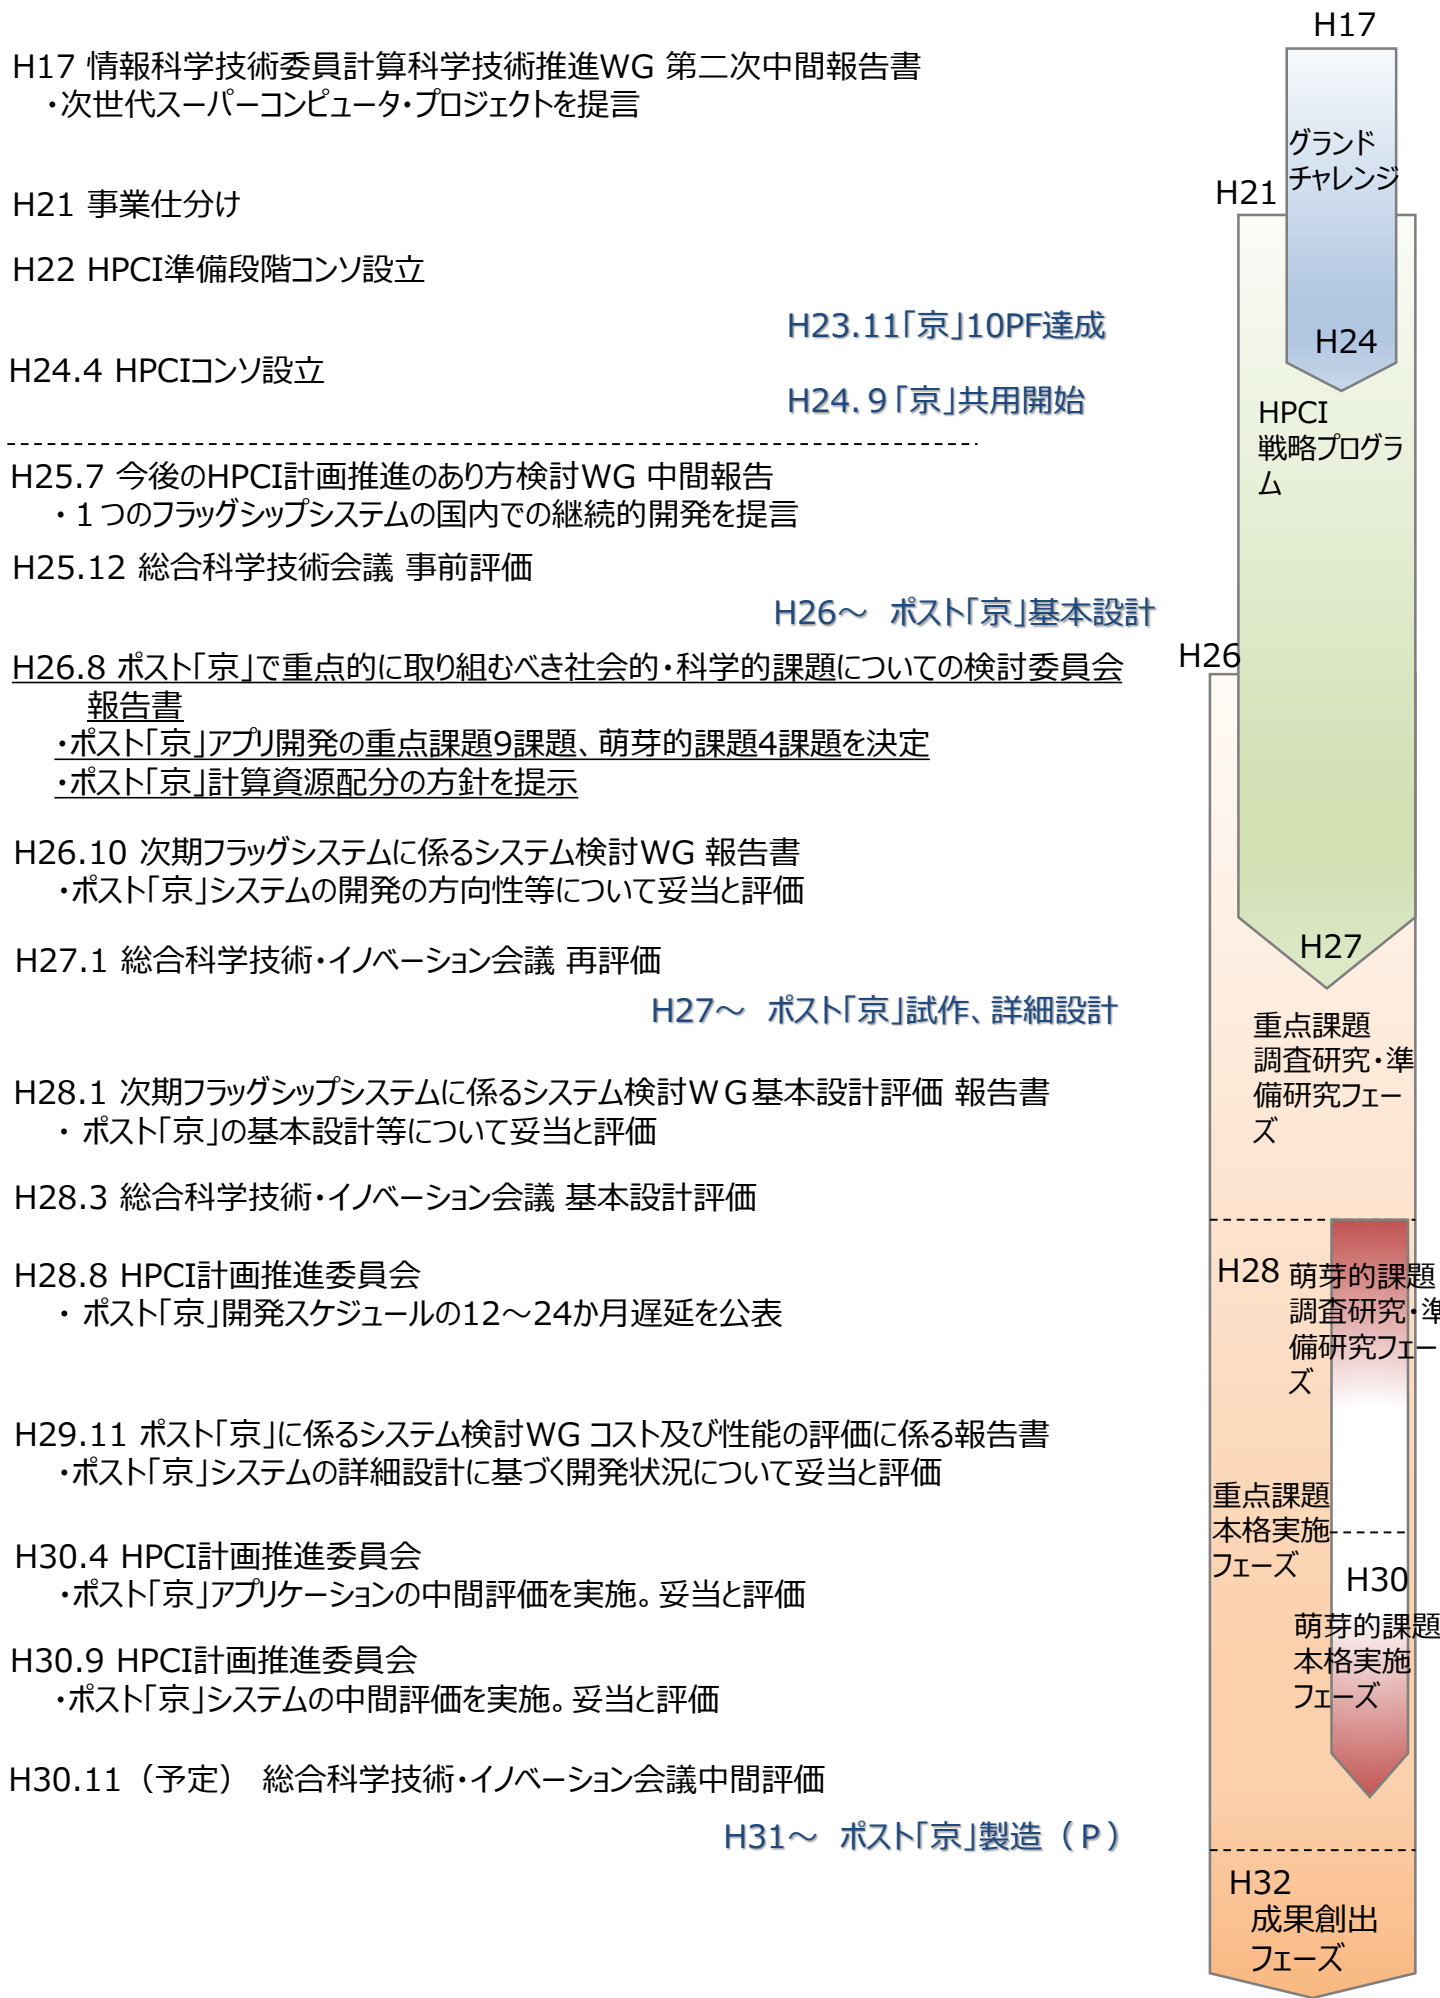 H17
H17 情報科学技術委員計算科学技術推進WG 第二次中間報告書
・次世代スーパーコンピュータ・プロジェクトを提言
グランド
チャレンジ
H21
H21 事業仕分け
H22 HPCI準備段階コンソ設立
H23.11「京」10PF達成
H24
H24.4 HPCIコンソ設立
H24.９「京」共用開始
HPCI
戦略プログラ
ム
H25.7 今後のHPCI計画推進のあり方検討WG 中間報告
・１つのフラッグシップシステムの国内での継続的開発を提言
H25.12 総合科学技術会議 事前評価
H26～ ポスト「京」基本設計
H26
H26.8 ポスト「京」で重点的に取り組むべき社会的・科学的課題についての検討委員会
報告書
・ポスト「京」アプリ開発の重点課題9課題、萌芽的課題4課題を決定
・ポスト「京」計算資源配分の方針を提示
H26.10 次期フラッグシステムに係るシステム検討WG 報告書
・ポスト「京」システムの開発の方向性等について妥当と評価
H27
H27.1 総合科学技術・イノベーション会議 再評価
H27～ ポスト「京」試作、詳細設計
重点課題
調査研究・準
備研究フェー
ズ
H28.1 次期フラッグシップシステムに係るシステム検討ＷＧ基本設計評価 報告書
・ ポスト「京」の基本設計等について妥当と評価
H28.3 総合科学技術・イノベーション会議 基本設計評価
H28
萌芽的課題
調査研究・準
備研究フェー
ズ
H28.8 HPCI計画推進委員会
・ ポスト「京」開発スケジュールの12～24か月遅延を公表
H29.11 ポスト「京」に係るシステム検討WG コスト及び性能の評価に係る報告書
・ポスト「京」システムの詳細設計に基づく開発状況について妥当と評価
重点課題
本格実施
フェーズ
H30.4 HPCI計画推進委員会
・ポスト「京」アプリケーションの中間評価を実施。妥当と評価
H30
萌芽的課題
本格実施
フェーズ
H30.9 HPCI計画推進委員会
・ポスト「京」システムの中間評価を実施。妥当と評価
H30.11（予定） 総合科学技術・イノベーション会議中間評価
H31～ ポスト「京」製造（Ｐ）
H32
成果創出
フェーズ